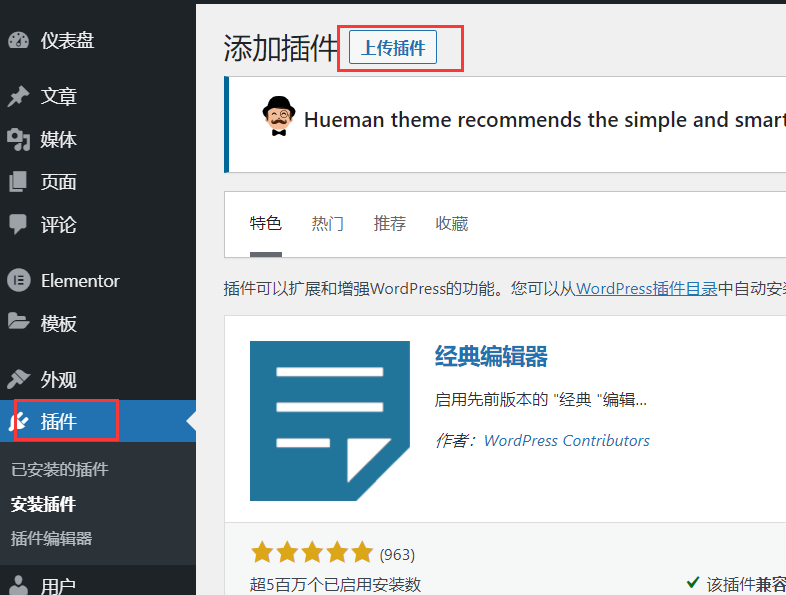 仪表盘
文章
媒体
页面
评论
Elementor
模板
外观
插件
已安装的插件
安装插件
插件编辑器
用户
添加插件 上传插件
Hueman theme recommends the simple and smart
特色 热门 推荐 收藏
插件可以扩展和增强WordPress的功能。您可以从WordPress插件目录中自动安装
经典编辑器
启用先前版本的 "经典 "编辑...
作者：WordPress Contributors
(963)
超5百万个已启用安装数
该插件兼容